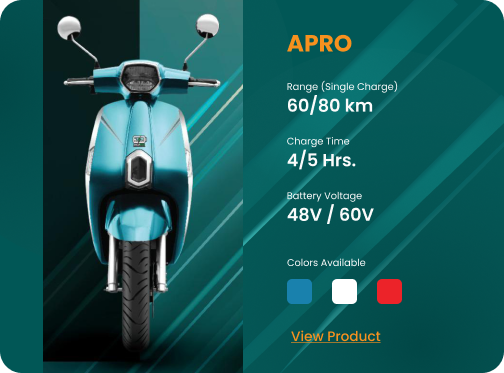 APRO
Range (Single Charge)
60/80 km
Charge Time
4/5 Hrs.
Battery Voltage
48V / 60V
Colors Available
View Product